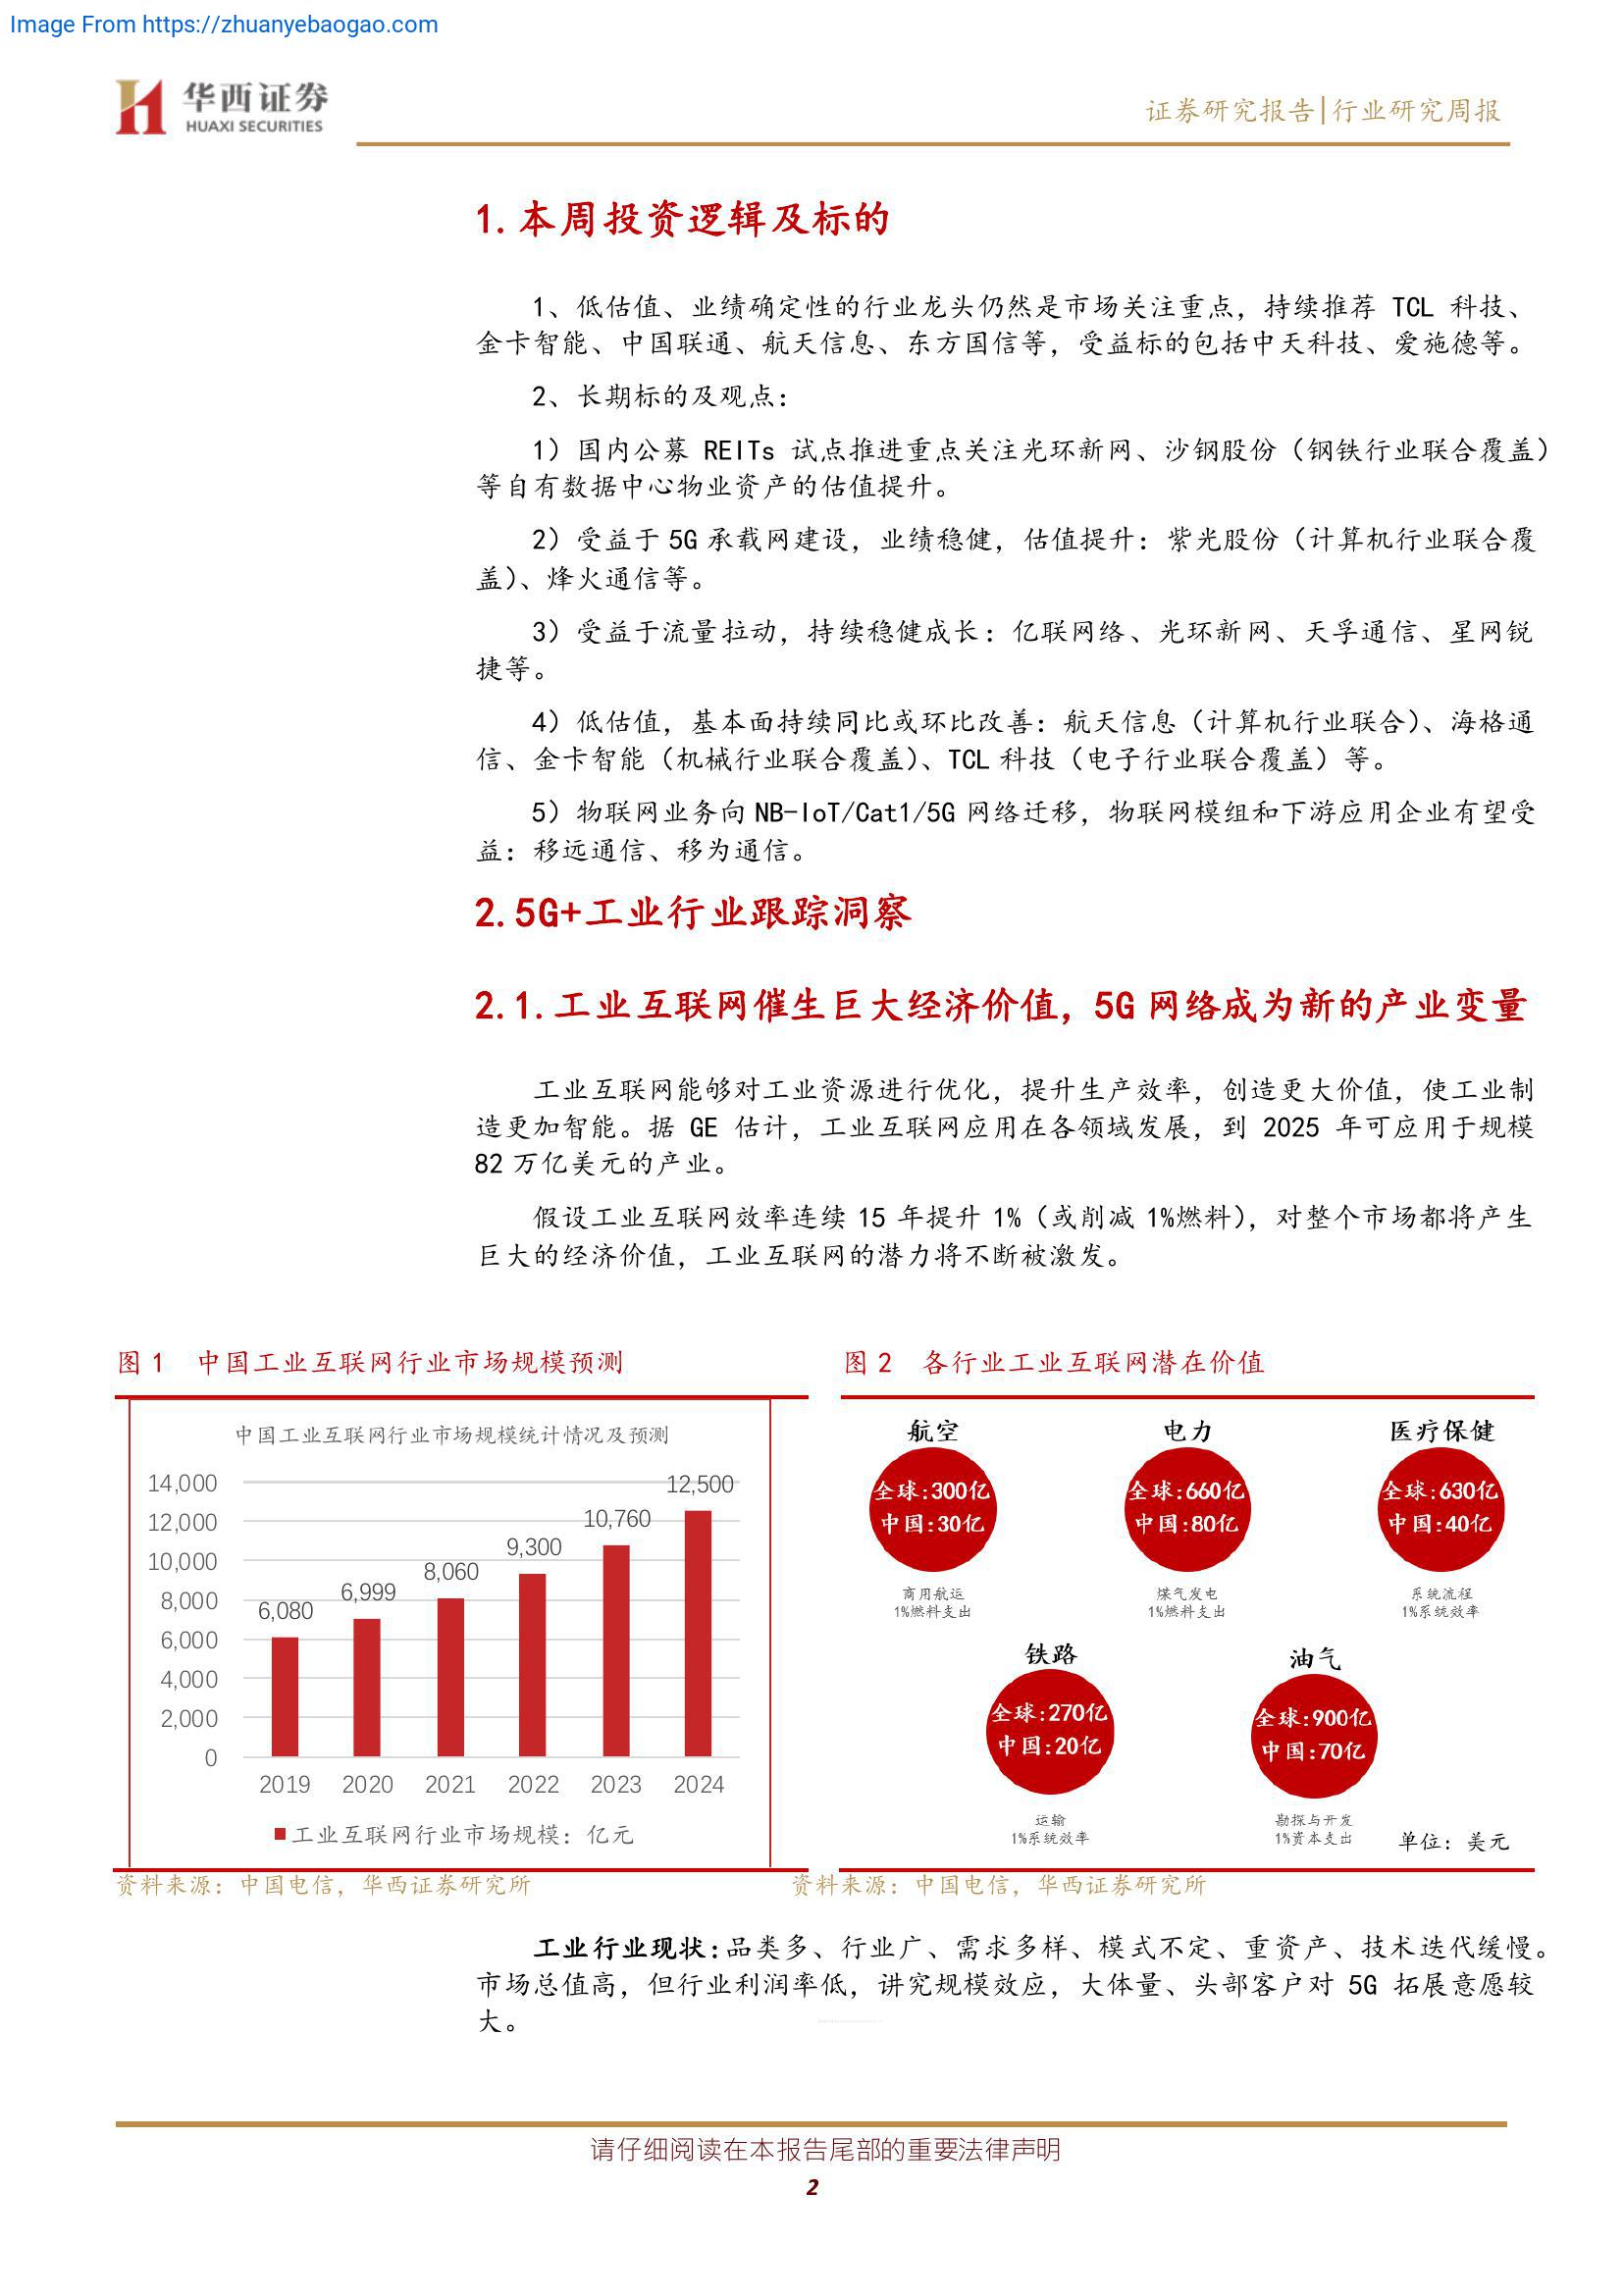 Image From https://zhuanyebaogao.com
华西证券
HUAXI SECURITIES
证券研究报告|行业研究周报
1.本周投资逻辑及标的
1、低估值、业绩确定性的行业龙头仍然是市场关注重点，持续推荐 TCL 科技、
金卡智能、中国联通、航天信息、东方国信等，受益标的包括中天科技、爱施德等。
2、长期标的及观点：
1）国内公募 REITs 试点推进重点关注光环新网、沙钢股份（钢铁行业联合覆盖）
等自有数据中心物业资产的估值提升。
2）受益于 5G 承载网建设，业绩稳健，估值提升：紫光股份（计算机行业联合覆
盖）、烽火通信等。
3）受益于流量拉动，持续稳健成长：亿联网络、光环新网、天孚通信、星网锐
捷等。
4）低估值，基本面持续同比或环比改善：航天信息（计算机行业联合）、海格通
信、金卡智能（机械行业联合覆盖）、TCL 科技（电子行业联合覆盖）等。
5）物联网业务向 NB-IoT/Cat1/5G 网络迁移，物联网模组和下游应用企业有望受
益：移远通信、移为通信。
2.5G+工业行业跟踪洞察
2.1.工业互联网催生巨大经济价值，5G 网络成为新的产业变量
工业互联网能够对工业资源进行优化，提升生产效率，创造更大价值，使工业制
造更加智能。据 GE 估计，工业互联网应用在各领域发展，到 2025 年可应用于规模
82 万亿美元的产业。
假设工业互联网效率连续 15 年提升 1%（或削减 1%燃料），对整个市场都将产生
巨大的经济价值，工业互联网的潜力将不断被激发。
图 1 中国工业互联网行业市场规模预测
中国工业互联网行业市场规模统计情况及预测
14,000
12,000
10,000
8,000
6,000
4,000
2,000
0
6,080
6,999
8,060
9,300
10,760
12,500
2019 2020 2021 2022 2023 2024
工业互联网行业市场规模：亿元
资料来源：中国电信，华西证券研究所
图 2 各行业工业互联网潜在价值
航空
全球:300亿
中国:30亿
商用航运
1%燃料支出
电力
全球:660亿
中国:80亿
煤气发电
1%燃料支出
医疗保健
全球:630亿
中国:40亿
系统流程
1%系统效率
铁路
全球:270亿
中国:20亿
运输
1%系统效率
油气
全球:900亿
中国:70亿
勘探与开发
1%资本支出
单位：美元
资料来源：中国电信，华西证券研究所
工业行业现状:品类多、行业广、需求多样、模式不定、重资产、技术迭代缓慢。
市场总值高，但行业利润率低，讲究规模效应，大体量、头部客户对 5G 拓展意愿较
大。
请仔细阅读在本报告尾部的重要法律声明
2